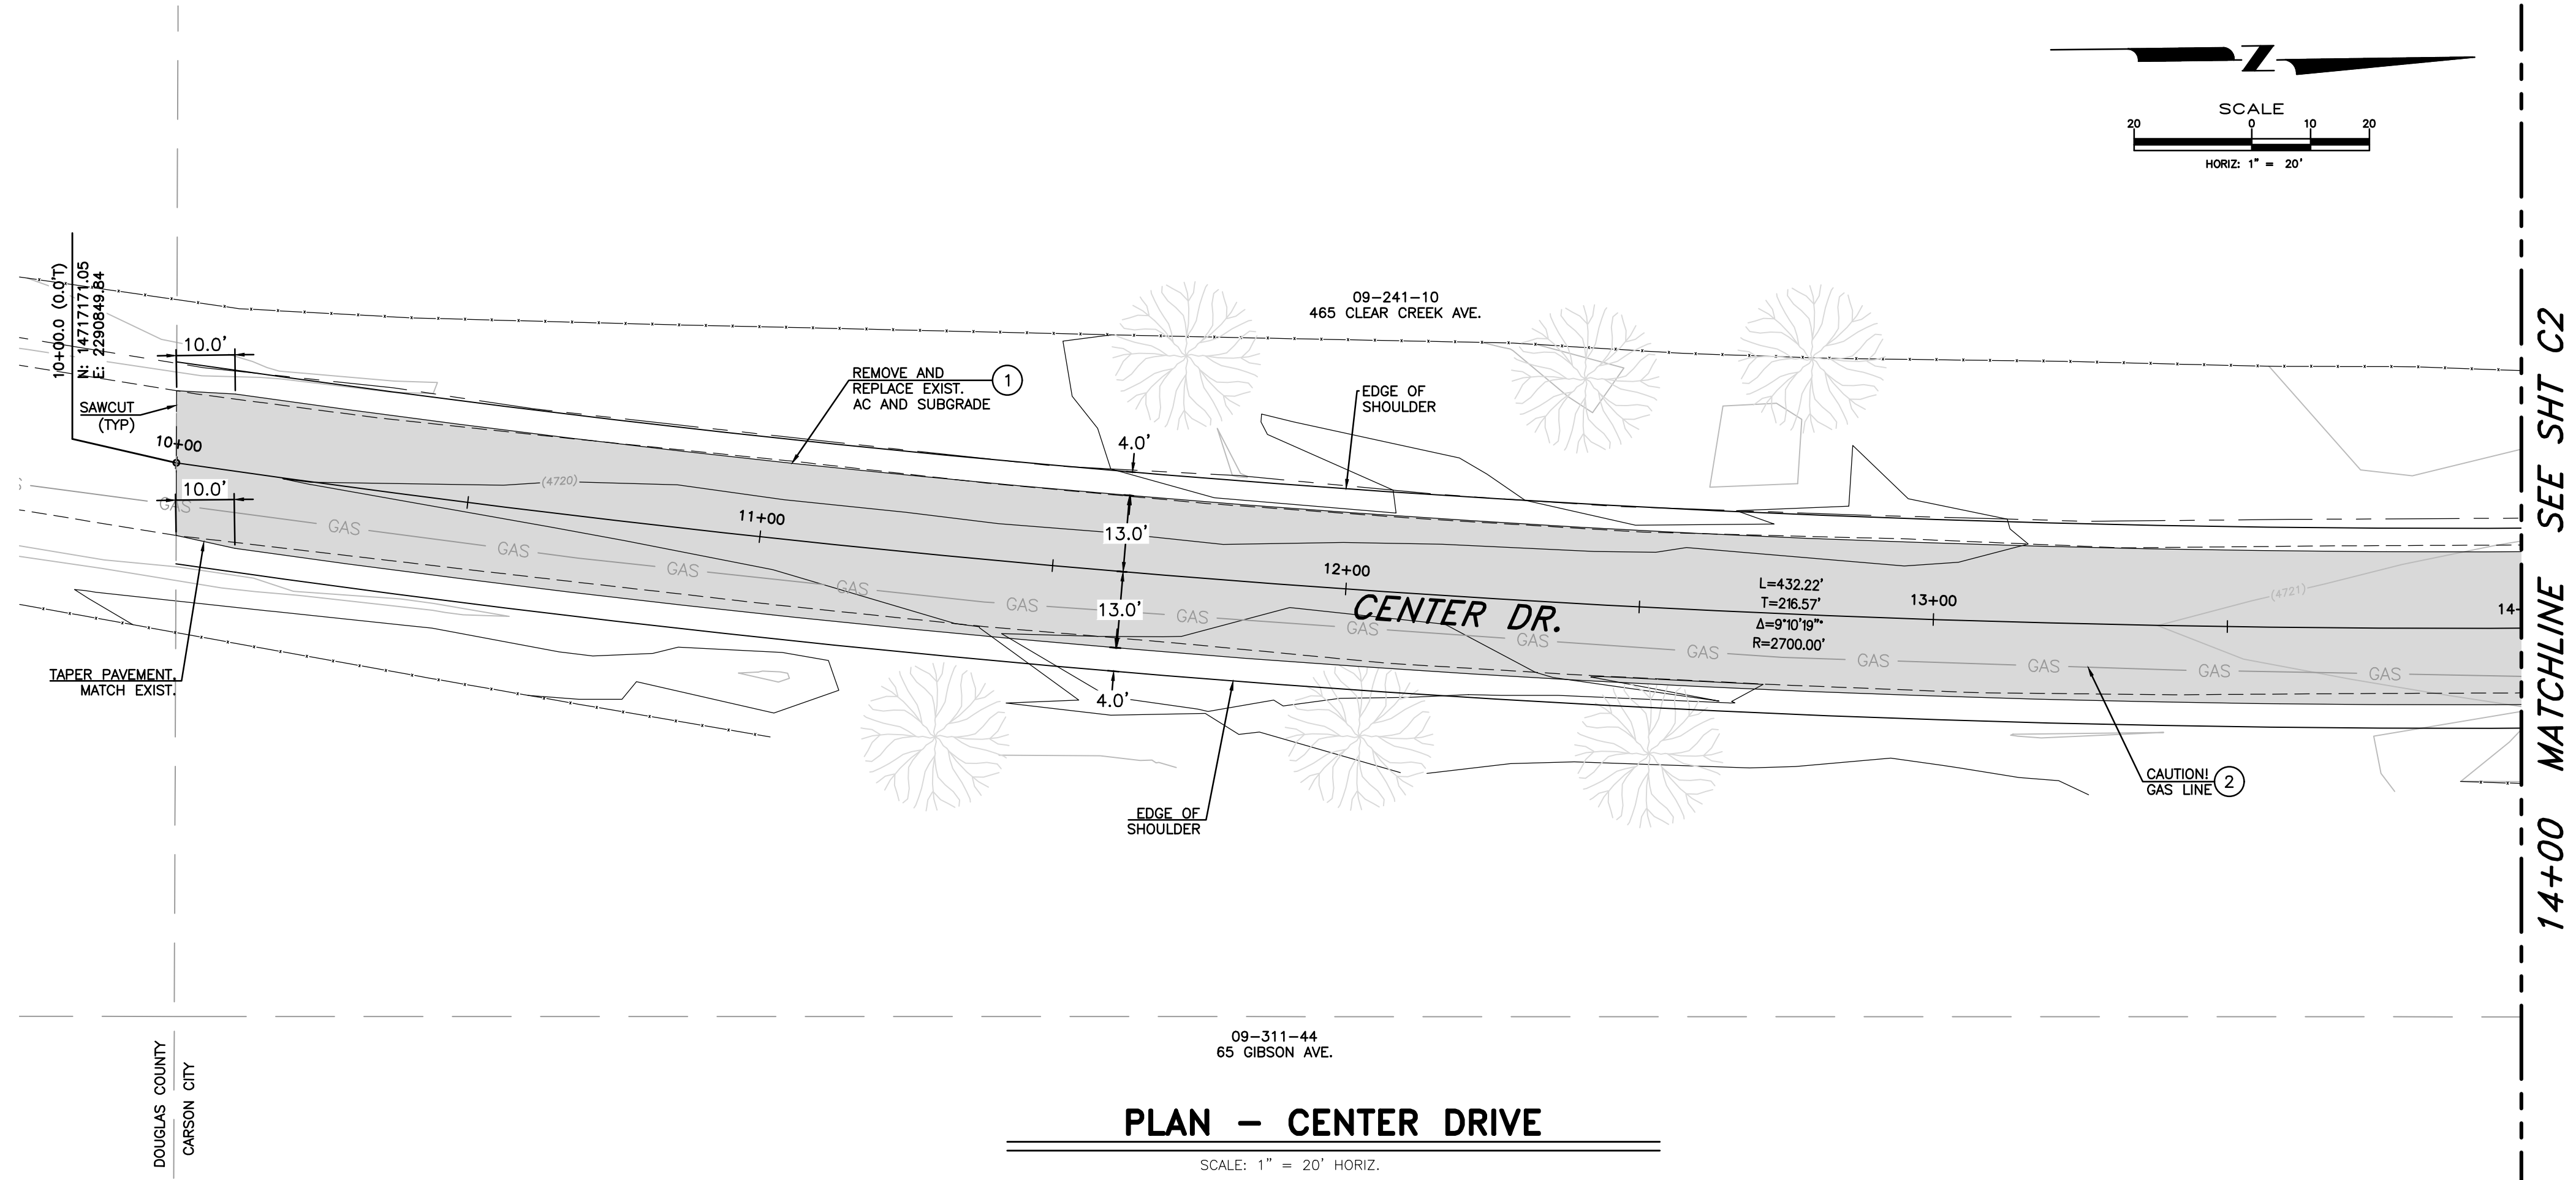 Z
SCALE
20 0 10 20
HORIZ: 1" = 20'
10+00.0 (0.0'T)
N: 14717171.05
E: 2290849.84
10.0'
SAWCUT
(TYP)
10+00
10.0'
TAPER PAVEMENT,
MATCH EXIST.
REMOVE AND
REPLACE EXIST.
AC AND SUBGRADE
1
09-241-10
465 CLEAR CREEK AVE.
EDGE OF
SHOULDER
4.0'
(4720)
11+00
13.0'
13.0'
4.0'
12+00
CENTER DR.
L=432.22'
T=216.57'
Δ=9°10'19"
R=2700.00'
13+00
(4721)
14-
GAS GAS GAS GAS GAS GAS GAS GAS GAS GAS GAS GAS GAS GAS
EDGE OF
SHOULDER
CAUTION!
GAS LINE
2
14+00 MATCHLINE SEE SHT C2
09-311-44
65 GIBSON AVE.
DOUGLAS COUNTY
CARSON CITY
PLAN - CENTER DRIVE
SCALE: 1" = 20' HORIZ.